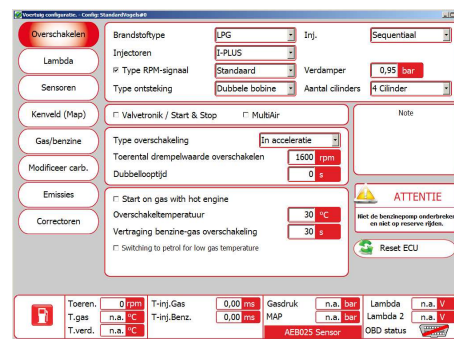 Voertuig configuratie. - Config: StandardVogels#0
Overschakelen
Lambda
Sensoren
Kenveld (Map)
Gas/benzine
Modificeer carb.
Emissies
Correctoren
Brandstoftype LPG Inj. Sequentiaal
Injectoren I-PLUS
Type RPM-signaal Standaard Verdamper 0,95 bar
Type ontsteking Dubbele bobine Aantal cilinders 4 Cilinder
Valvetronik / Start & Stop MultiAir
Note
Type overschakeling In acceleratie
Toerental drempelwaarde overschakelen 1600 rpm
Dubbellooptijd 0 s
Start on gas with hot engine
Overschakeltemperatuur 30 °C
Vertraging benzine-gas overschakeling 30 s
Switching to petrol for low gas temperature
ATTENTIE
Niet de benzinepomp onderbreken
en niet op reserve rijden.
Reset ECU
Toeren. 0 rpm T-inj.Gas 0,00 ms Gasdruk n.a. bar Lambda n.a. V
T.gas n.a. °C T-inj.Benz. 0,00 ms MAP n.a. bar Lambda 2 n.a. V
T.verd. n.a. °C AEB025 Sensor OBD status